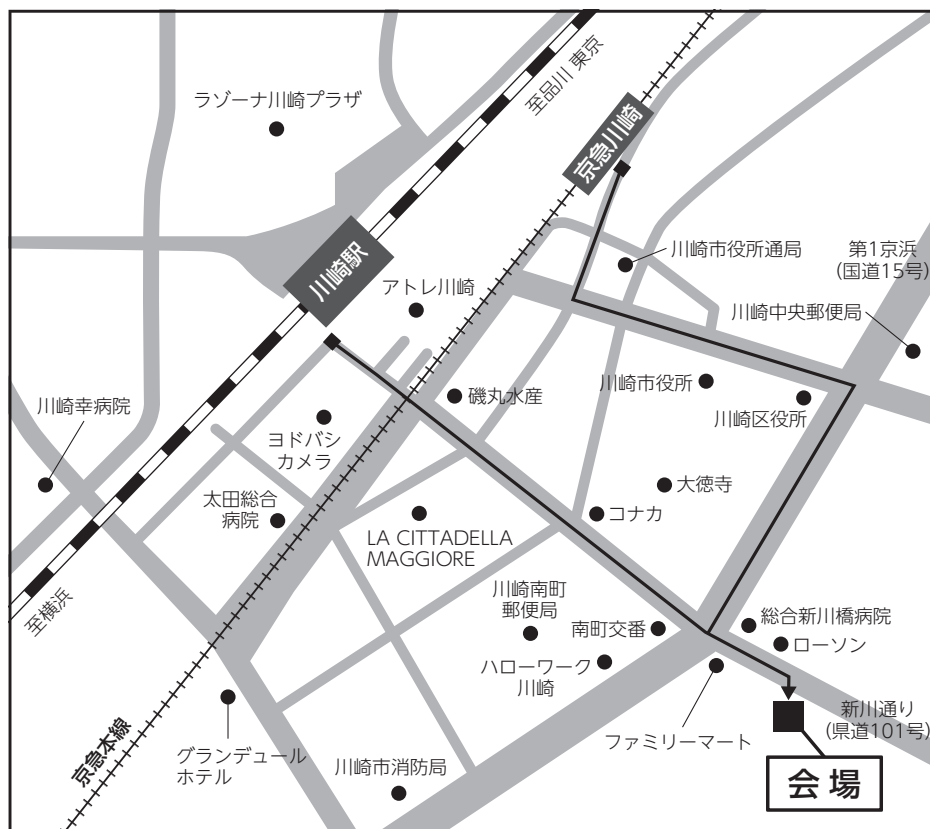 ラゾーナ川崎プラザ
至品川 東京
京急川崎
川崎駅
アトレ川崎
川崎市役所通局
第1京浜
(国道15号)
川崎中央郵便局
川崎幸病院
ヨドバシ
カメラ
磯丸水産
川崎市役所
川崎区役所
太田総合
病院
LA CITTADELLA
MAGGIORE
大徳寺
コナカ
至横浜
川崎南町
郵便局
南町交番
ハローワーク
川崎
総合新川橋病院
ローソン
京急本線
グランデュール
ホテル
川崎市消防局
ファミリーマート
新川通り
(県道101号)
会場